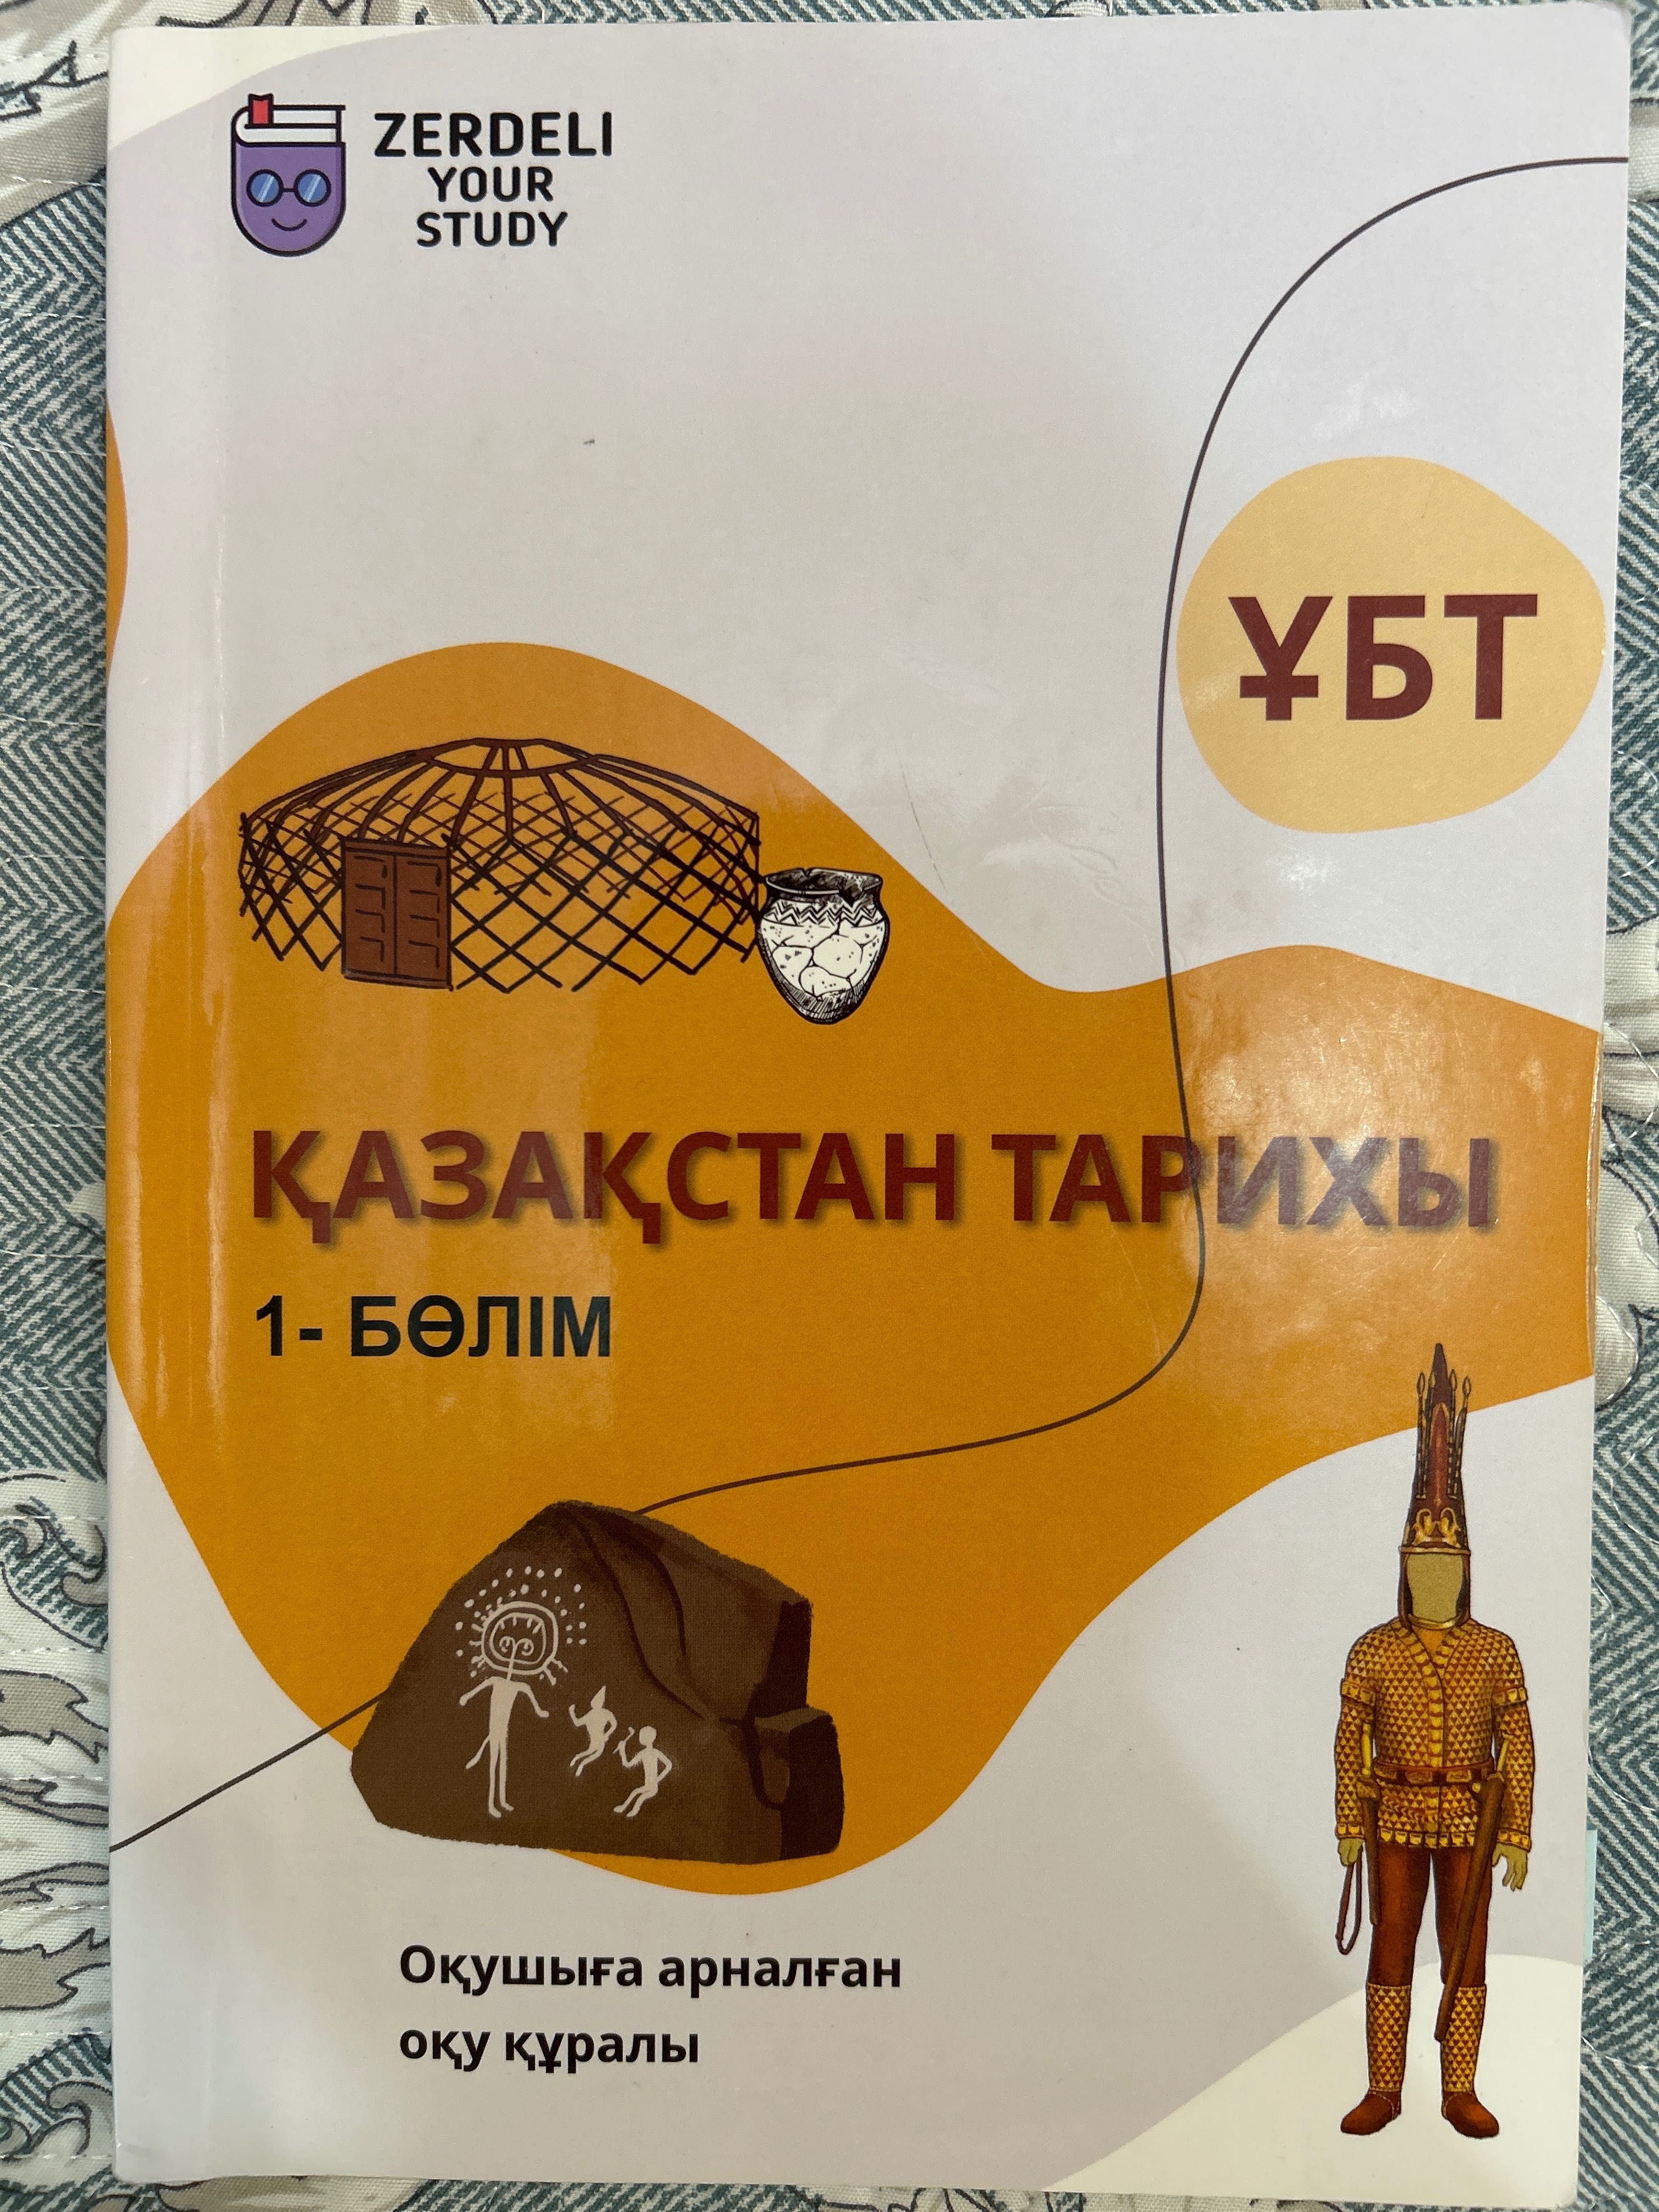 ZERDELI
YOUR
STUDY
ҰБТ
ҚАЗАҚСТАН ТАРИХЫ
1- БӨЛІМ
Оқушыға арналған
оқу құралы